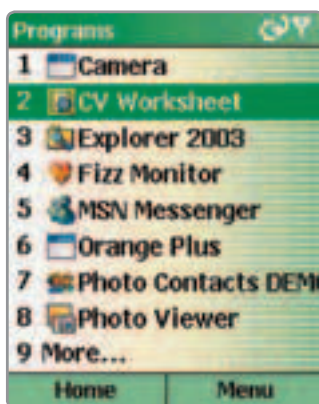 Programs
1 Camera
2 CV Worksheet
3 Explorer 2003
4 Fizz Monitor
5 MSN Messenger
6 Orange Plus
7 Photo Contacts DEM
8 Photo Viewer
9 More...
Home Menu